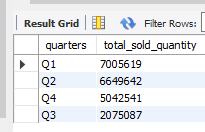 Result Grid Filter Rows:
quarters total_sold_quantity
Q1 7005619
Q2 6649642
Q4 5042541
Q3 2075087